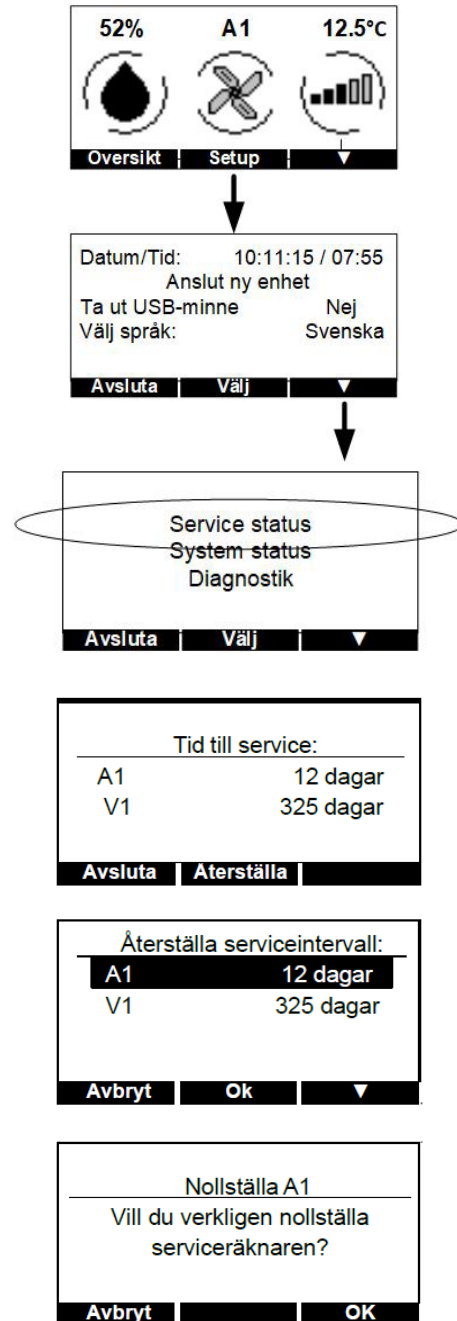 52% A1 12.5°C
Oversikt Setup ▼
Datum/Tid: 10:11:15 / 07:55
Anslut ny enhet
Ta ut USB-minne Nej
Välj språk: Svenska
Avsluta Välj ▼
Service status
System status
Diagnostik
Avsluta Välj ▼
Tid till service:
A1 12 dagar
V1 325 dagar
Avsluta Återställa
Återställa serviceintervall:
A1 12 dagar
V1 325 dagar
Avbryt Ok ▼
Nollställa A1
Vill du verkligen nollställa
serviceräknaren?
Avbryt OK